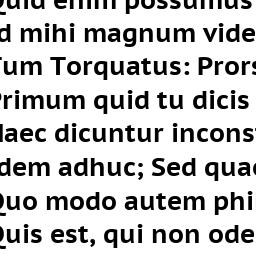 Quid enim possumus
d mihi magnum vide
Tum Torquatus: Prors
Primum quid tu dicis
Haec dicuntur incons
dem adhuc; Sed quae
Quo modo autem phi
Quis est, qui non ode